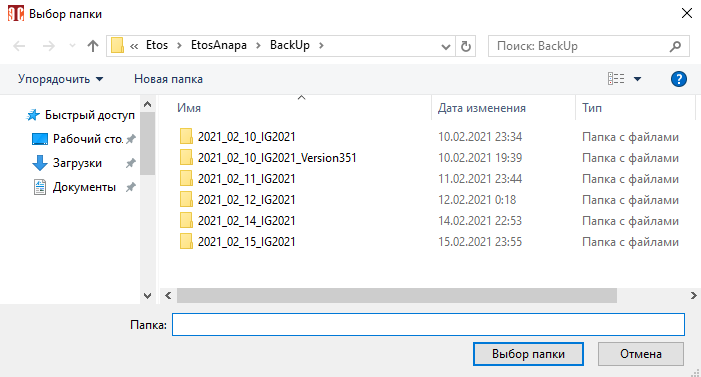 Выбор папки
« Etos › EtosAnapa › BackUp ›
Поиск: BackUp
Упорядочить
Новая папка
?
Быстрый доступ
Рабочий сто.
Загрузки
Документы
Имя Дата изменения Тип
2021_02_10_IG2021 10.02.2021 23:34 Папка с файлами
2021_02_10_IG2021_Version351 10.02.2021 19:39 Папка с файлами
2021_02_11_IG2021 11.02.2021 23:44 Папка с файлами
2021_02_12_IG2021 12.02.2021 0:18 Папка с файлами
2021_02_14_IG2021 14.02.2021 22:53 Папка с файлами
2021_02_15_IG2021 15.02.2021 23:55 Папка с файлами
Папка:
Выбор папки
Отмена